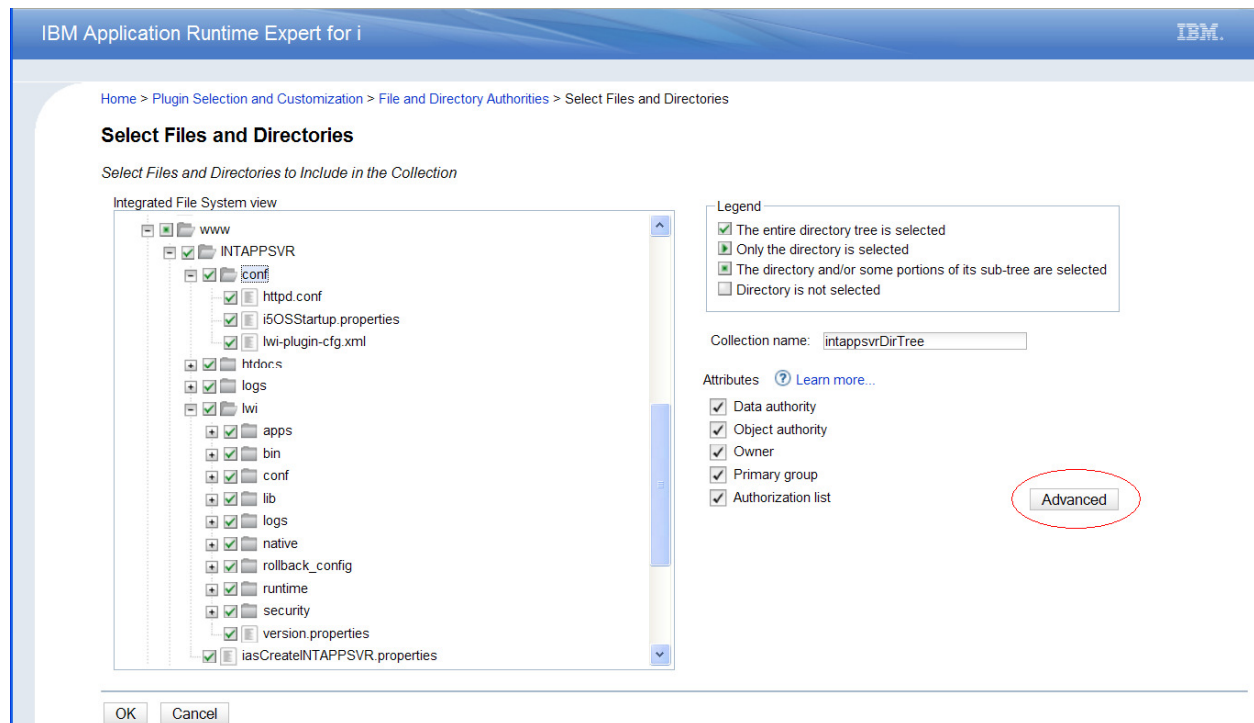 IBM Application Runtime Expert for i
IBM.
Home > Plugin Selection and Customization > File and Directory Authorities > Select Files and Directories
Select Files and Directories
Select Files and Directories to Include in the Collection
Integrated File System view
www
INTAPPSVR
conf
httpd.conf
i5OSStartup.properties
lwi-plugin-cfg.xml
htdocs
logs
lwi
apps
bin
conf
lib
logs
native
rollback_config
runtime
security
version.properties
iasCreateINTAPPSVR.properties
Legend
The entire directory tree is selected
Only the directory is selected
The directory and/or some portions of its sub-tree are selected
Directory is not selected
Collection name: intappsvrDirTree
Attributes ? Learn more...
Data authority
Object authority
Owner
Primary group
Authorization list
Advanced
OK Cancel